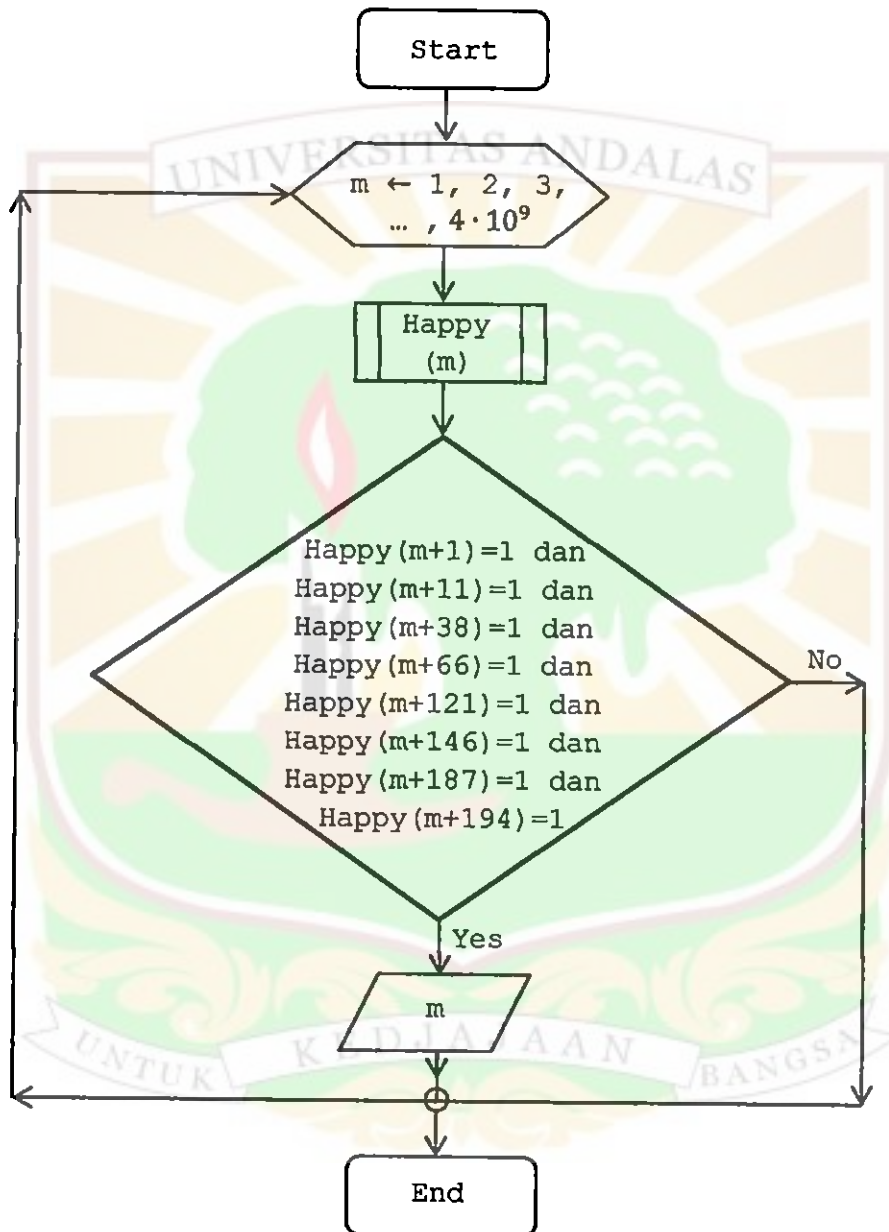 Start
UNIVERSITAS ANDALAS
m ← 1, 2, 3,
… , 4·10⁹
Happy
(m)
Happy(m+1)=1 dan
Happy(m+11)=1 dan
Happy(m+38)=1 dan
Happy(m+66)=1 dan
No
Happy(m+121)=1 dan
Happy(m+146)=1 dan
Happy(m+187)=1 dan
Happy(m+194)=1
Yes
m
UNTUK KEDJAJAAN BANGSA
End